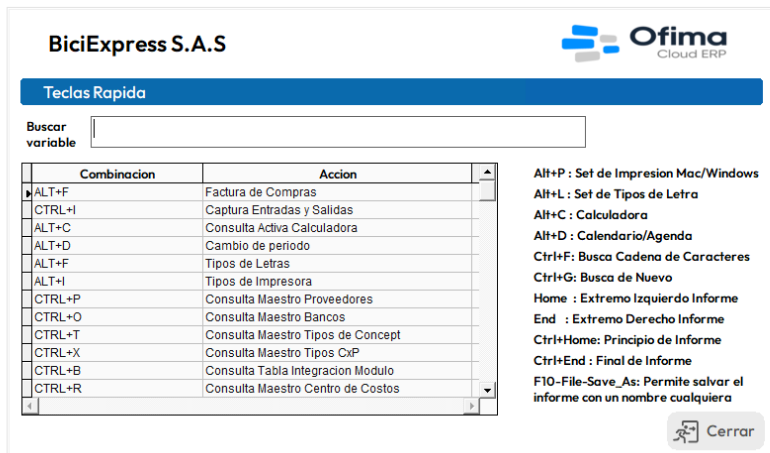 BiciExpress S.A.S
Ofima
Cloud ERP
Teclas Rapida
Buscar
variable
Combinacion Accion
ALT+F Factura de Compras
CTRL+I Captura Entradas y Salidas
ALT+C Consulta Activa Calculadora
ALT+D Cambio de periodo
ALT+F Tipos de Letras
ALT+I Tipos de Impresora
CTRL+P Consulta Maestro Proveedores
CTRL+O Consulta Maestro Bancos
CTRL+T Consulta Maestro Tipos de Concept
CTRL+X Consulta Maestro Tipos CxP
CTRL+B Consulta Tabla Integracion Modulo
CTRL+R Consulta Maestro Centro de Costos
Alt+P : Set de Impresion Mac/Windows
Alt+L : Set de Tipos de Letra
Alt+C : Calculadora
Alt+D : Calendario/Agenda
Ctrl+F: Busca Cadena de Caracteres
Ctrl+G: Busca de Nuevo
Home : Extremo Izquierdo Informe
End : Extremo Derecho Informe
Ctrl+Home: Principio de Informe
Ctrl+End : Final de Informe
F10-File-Save_As: Permite salvar el
informe con un nombre cualquiera
Cerrar